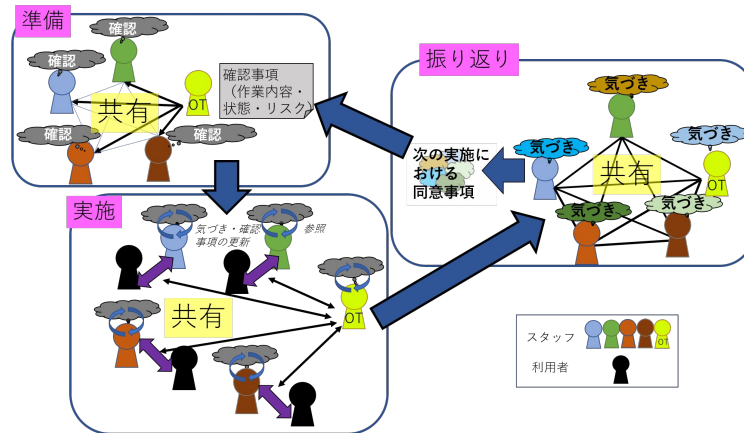 準備
確認
確認
確認
確認
共有
OT
確認事項
（作業内容・
状態・リスク）
振り返り
気づき
気づき
気づき
気づき
気づき
共有
OT
次の実施に
おける
同意事項
実施
気づき・確認
事項の更新
参照
共有
OT
スタッフ
OT
利用者